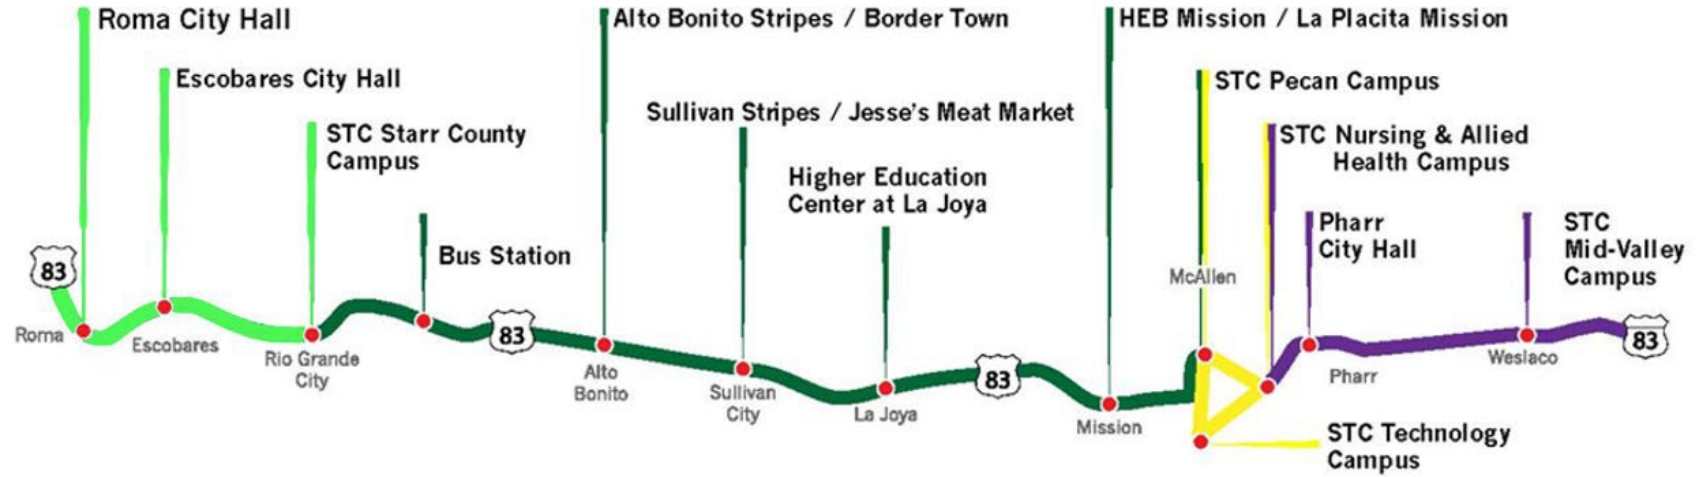 Roma City Hall
Escobares City Hall
STC Starr County
Campus
Bus Station
Alto Bonito Stripes / Border Town
Sullivan Stripes / Jesse's Meat Market
Higher Education
Center at La Joya
HEB Mission / La Placita Mission
STC Pecan Campus
STC Nursing & Allied
Health Campus
Pharr
City Hall
STC
Mid-Valley
Campus
McAllen
83
Roma
Escobares
Rio Grande
City
83
Alto
Bonito
Sullivan
City
La Joya
83
Mission
Pharr
Weslaco
83
STC Technology
Campus